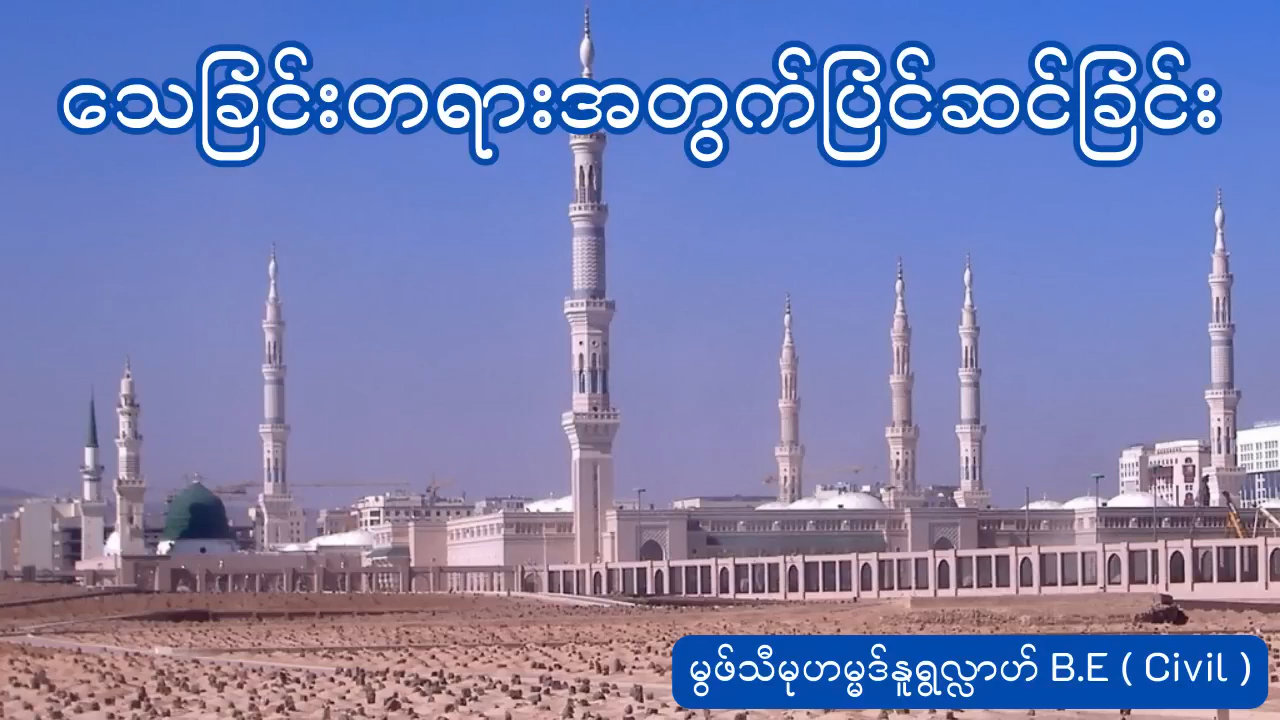 သေခြင်းတရားအတွက်ပြင်ဆင်ခြင်း
မွဖ်သီမုဟမ္မဒ်နူရွလ္လာဟ် B.E ( Civil )